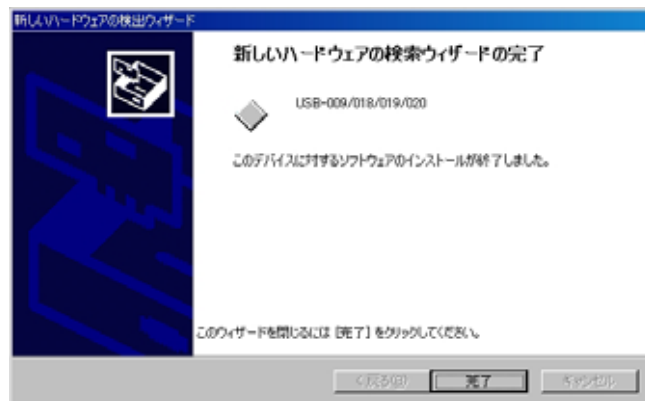 新しいハードウェアの検出ウィザード
新しいハードウェアの検索ウィザードの完了
USB-009/018/019/020
このデバイスに対するソフトウェアのインストールが終了しました。
このウィザードを閉じるには [完了] をクリックしてください。
< 戻る(B)
完了
キャンセル